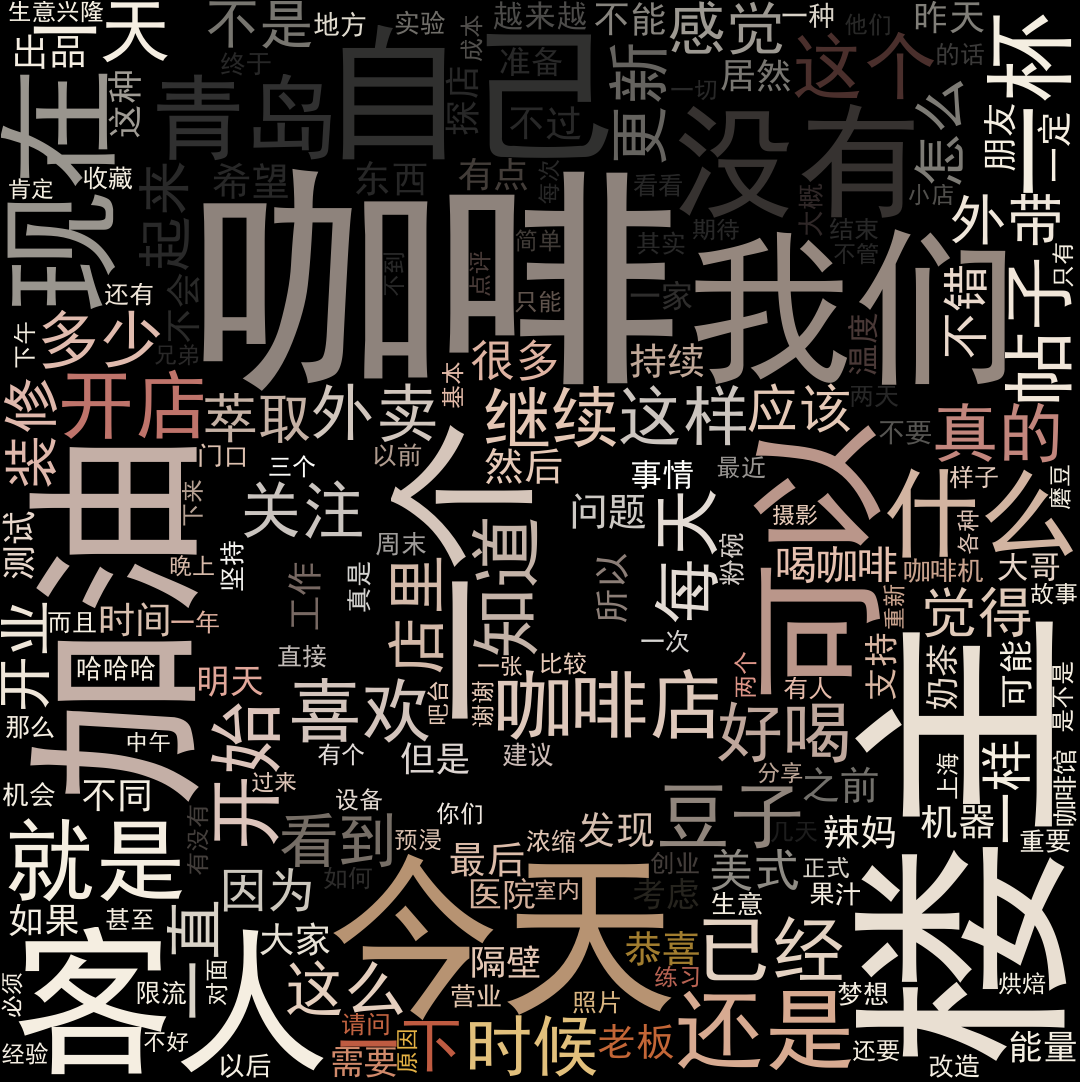 生意兴隆
一天
不是
地方
实验
成本
越来越
不能
感觉
一种
他们
昨天
出品
终于
自己
准备
更新
居然
这个
的话
一杯
现在
这种
青岛
探店
不过
一切
没有
怎么
朋友
一定
肯定
收藏
起来
希望
东西
有点
每次
看看
大概
小店
外带
咖啡
我们
简单
其实
期待
结束
不管
还有
不会
不到
点评
只能
一家
不错
帖子
只有
下午
多少
兄弟
很多
持续
温度
两天
装修
开店
萃取
外卖
基本
继续
这样
应该
不要
真的
门口
三个
以前
然后
事情
最近
可以
什么
样子
磨豆
加油
下来
关注
一个
问题
每天
摄影
各种
测试
晚上
坚持
周末
知道
粉碗
喝咖啡
咖啡机
大哥
工作
真是
店里
所以
重新
故事
开业
而且
时间
一年
直接
一次
觉得
哈哈哈
明天
喜欢
吧台
谢谢
一张
比较
咖啡店
两个
有人
支持
奶茶
可能
是不是
那么
中午
开始
有个
但是
建议
好喝
楼主
机会
不同
过来
设备
你们
豆子
分享
之前
上海
一样
咖啡馆
有没有
看到
预浸
浓缩
发现
几天
辣妈
机器
重要
就是
因为
如何
最后
医院
室内
创业
考虑
美式
正式
果汁
生意
如果
甚至
一直
大家
今天
隔壁
恭喜
已经
客人
必须
限流
对面
这么
营业
照片
练习
梦想
烘焙
经验
不好
以后
请问
需要
原因
一下
时候
老板
还是
还要
改造
能量